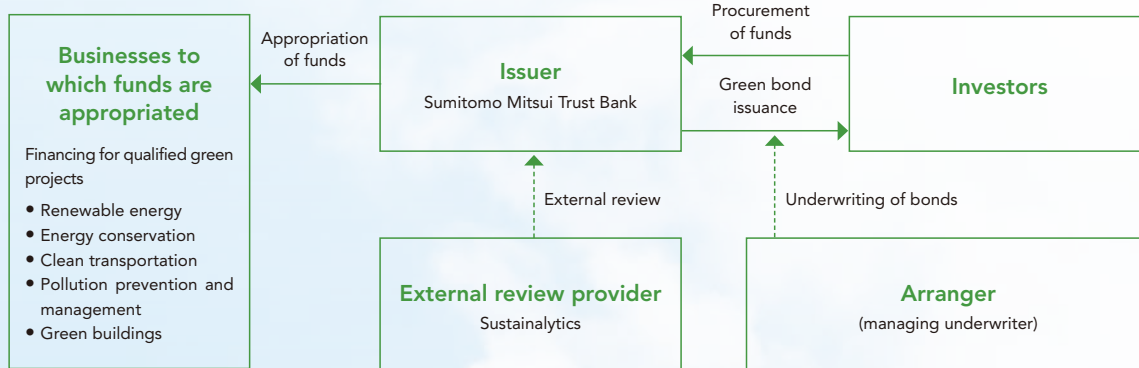 Businesses to
which funds are
appropriated
Financing for qualified green
projects
• Renewable energy
• Energy conservation
• Clean transportation
• Pollution prevention and
management
• Green buildings
Appropriation
of funds
Issuer
Sumitomo Mitsui Trust Bank
Procurement
of funds
Green bond
issuance
Investors
External review
Underwriting of bonds
External review provider
Sustainalytics
Arranger
(managing underwriter)